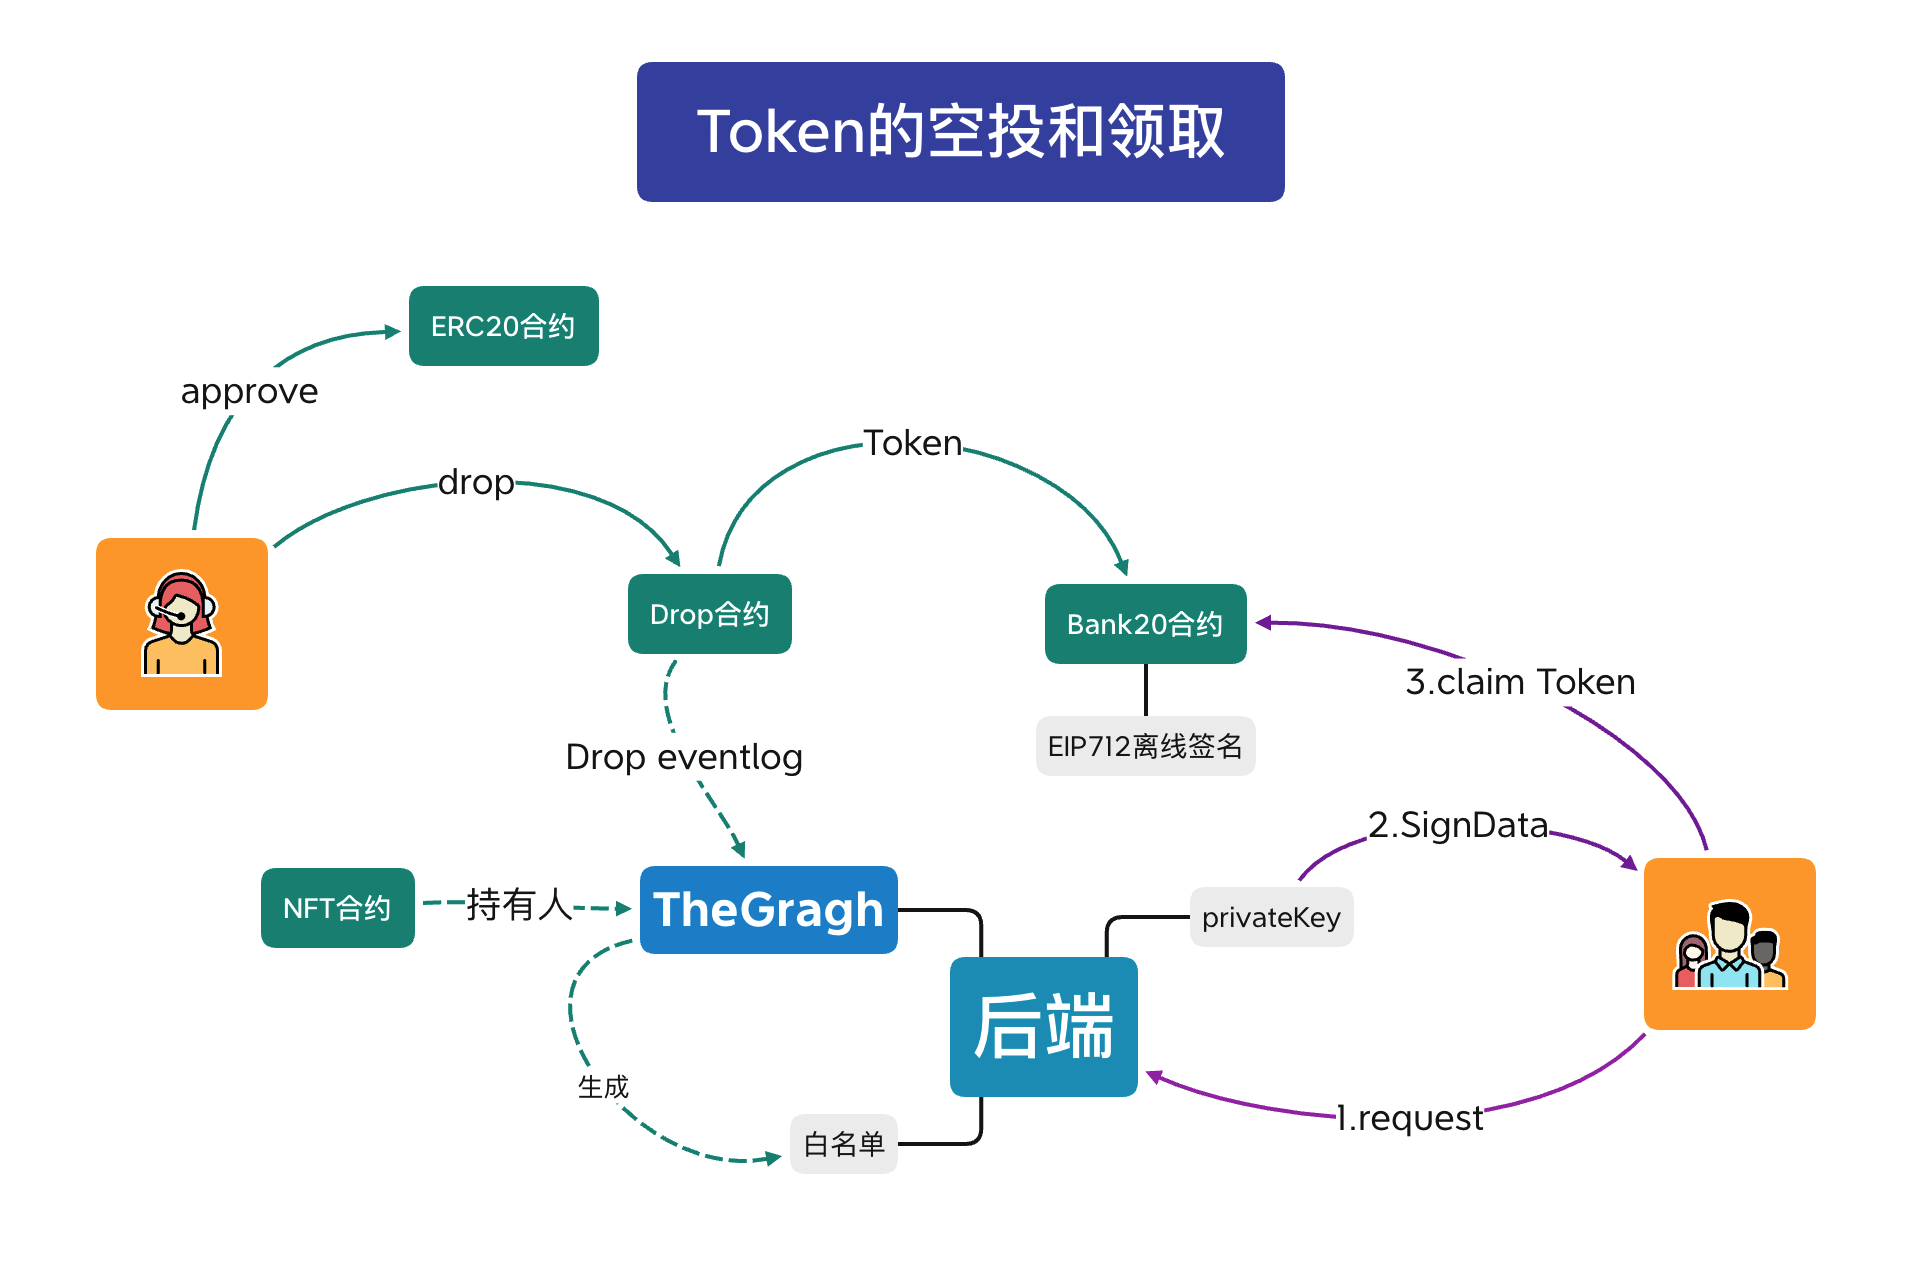 Token的空投和领取
ERC20合约
approve
Token
drop
Drop合约
Bank20合约
3.claim Token
EIP712离线签名
Drop eventlog
2.SignData
NFT合约
持有人
TheGragh
privateKey
后端
生成
1.request
白名单